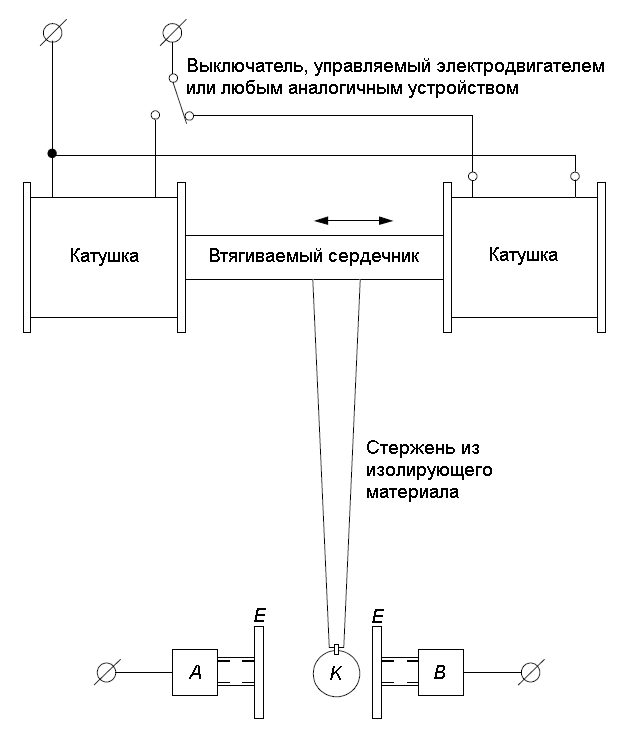 Выключатель, управляемый электродвигателем
или любым аналогичным устройством
Катушка
Втягиваемый сердечник
Катушка
Стержень из
изолирующего
материала
E
E
A
K
B